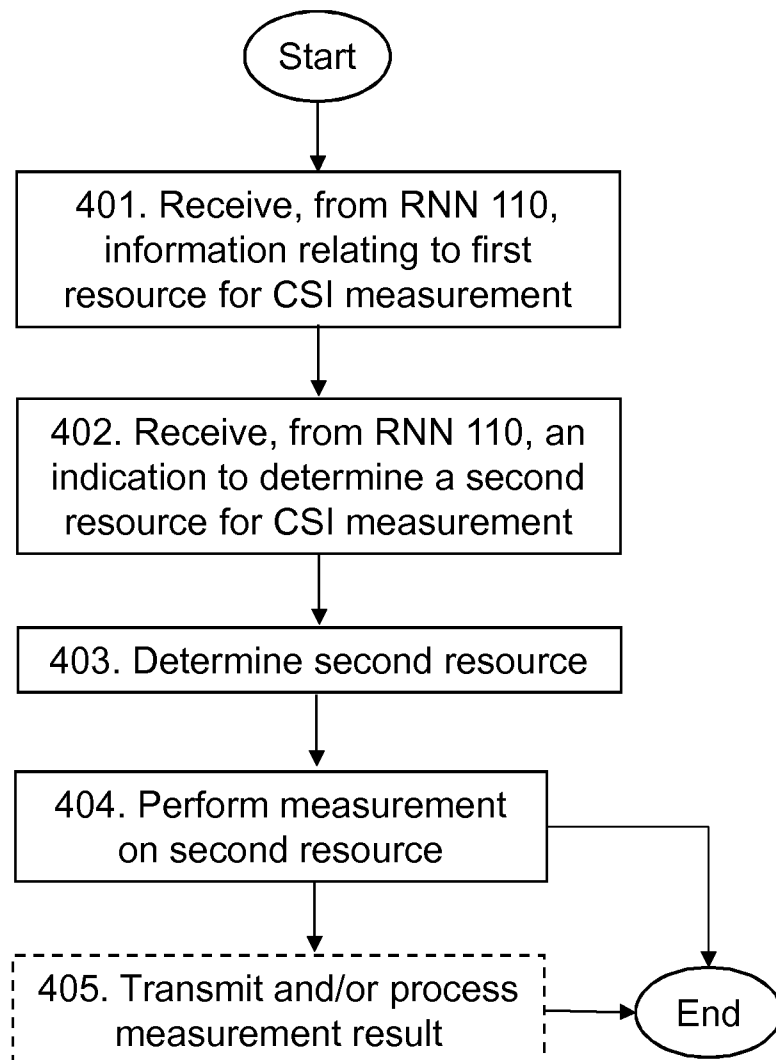 Start
401. Receive, from RNN 110,
information relating to first
resource for CSI measurement
402. Receive, from RNN 110, an
indication to determine a second
resource for CSI measurement
403. Determine second resource
404. Perform measurement
on second resource
405. Transmit and/or process
measurement result
End